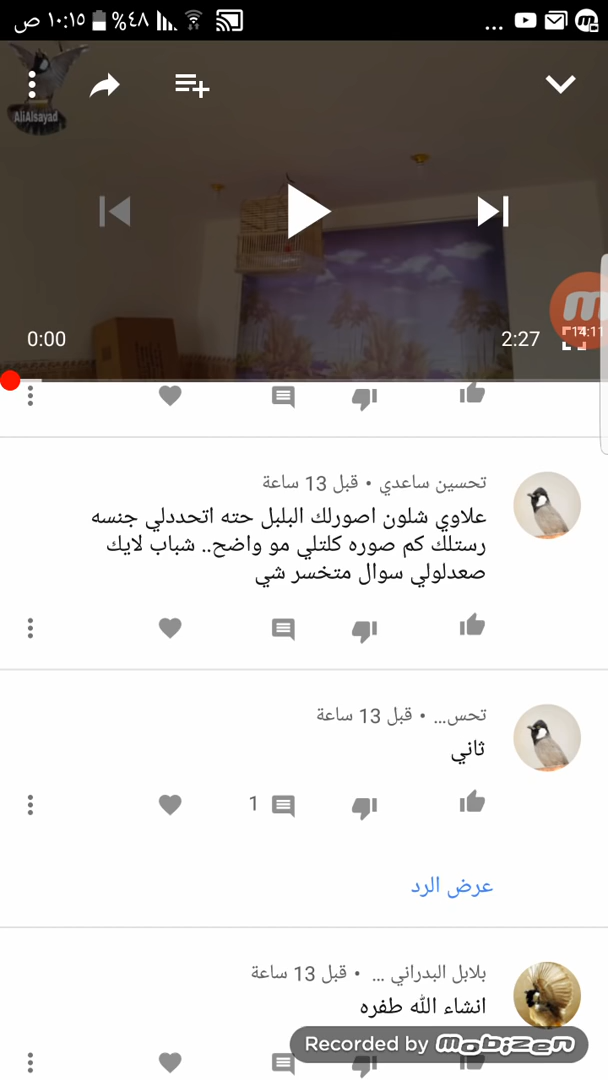 ١٠:١٥ ص
%٤٨
...
AliAlsayad
0:00
2:27
14:11
تحسين ساعدي • قبل 13 ساعة
علاوي شلون اصورلك البلبل حته اتحددلي جنسه
رستلك كم صوره كلتلي مو واضح.. شباب لايك
صعدلولي سوال متخسر شي
تحس... • قبل 13 ساعة
ثاني
1
عرض الرد
بلابل البدراني ... • قبل 13 ساعة
انشاء الله طفره
Recorded by Mobizen